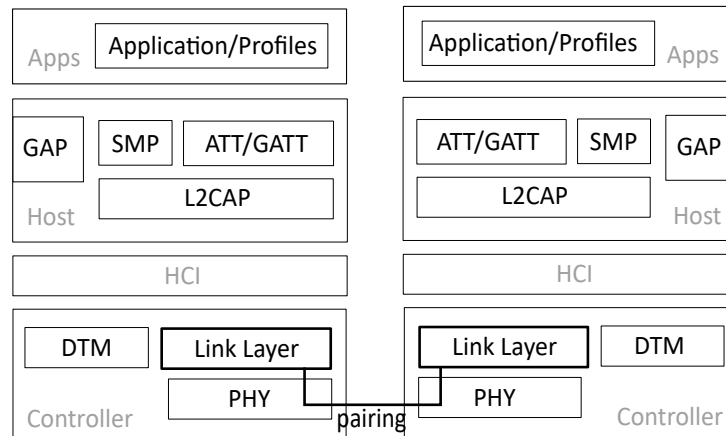 Application/Profiles
Apps
GAP
SMP
ATT/GATT
L2CAP
Host
HCI
DTM
Link Layer
PHY
Controller
pairing
Application/Profiles
Apps
ATT/GATT
SMP
GAP
L2CAP
Host
HCI
Link Layer
DTM
PHY
Controller